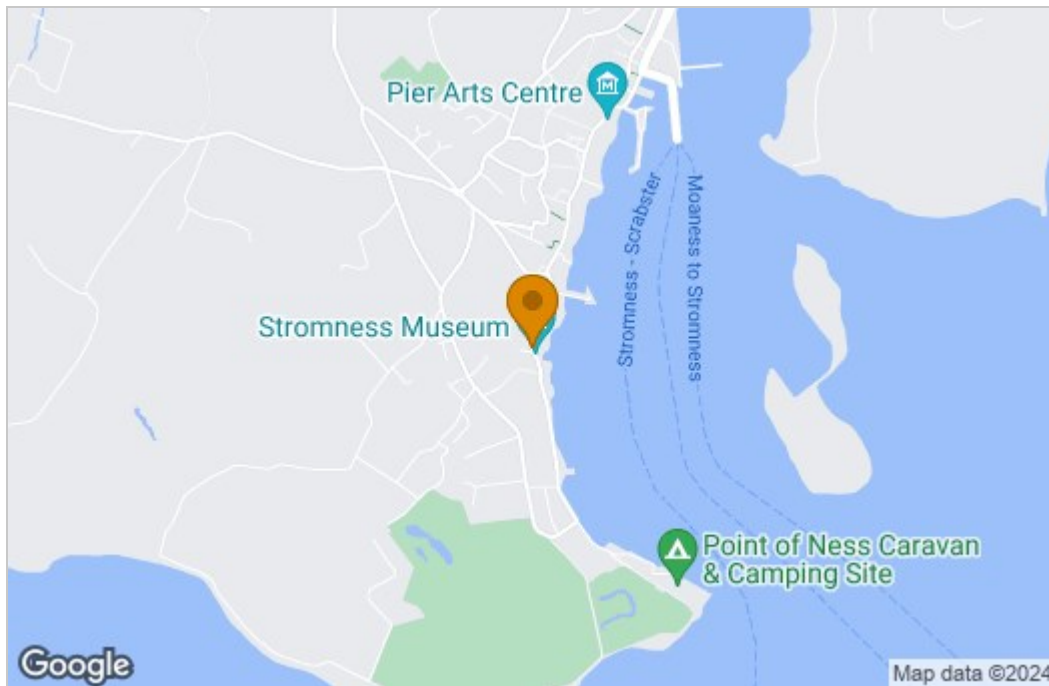 Pier Arts Centre
Stromness - Scrabster
Moaness to Stromness
Stromness Museum
Point of Ness Caravan
& Camping Site
Google
Map data ©2024